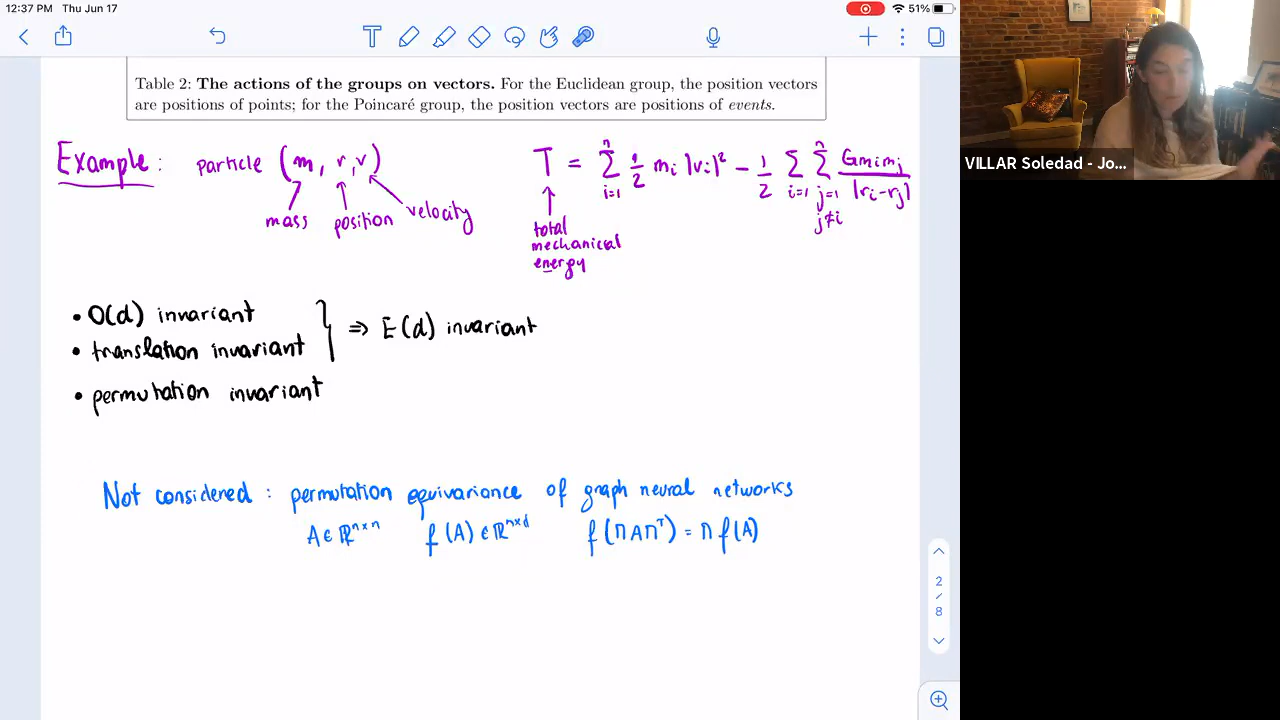 12:37 PM Thu Jun 17
51%
Table 2: The actions of the groups on vectors. For the Euclidean group, the position vectors
are positions of points; for the Poincaré group, the position vectors are positions of events.
Example: particle (m, r, v)
mass position velocity
T = ∑_{i=1}^{n} 1/2 m_i |v_i|² − 1/2 ∑_{i=1} ∑_{j=1, j≠i}^{n} G m_i m_j / |r_i − r_j|
total
mechanical
energy
• O(d) invariant
• translation invariant
} ⇒ E(d) invariant
• permutation invariant
Not considered: permutation equivariance of graph neural networks
A ∈ ℝ^{n×n} f(A) ∈ ℝ^{n×d} f(ΠAΠ^T) = Π f(A)
2
/
8
VILLAR Soledad - Jo...